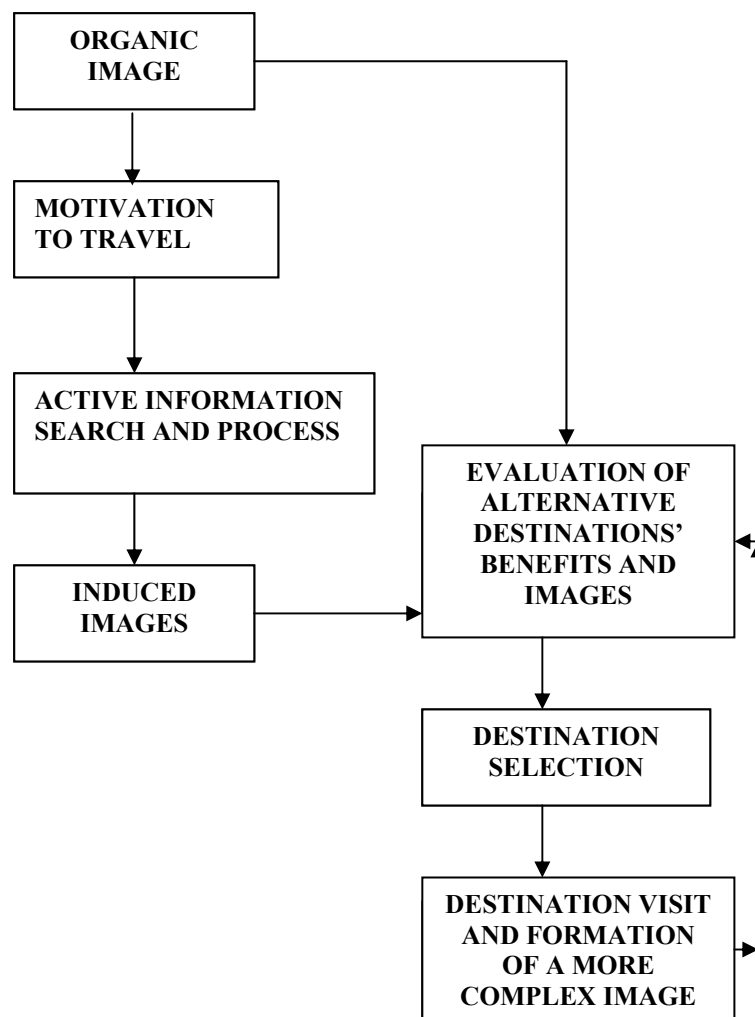 ORGANIC
IMAGE
MOTIVATION
TO TRAVEL
ACTIVE INFORMATION
SEARCH AND PROCESS
INDUCED
IMAGES
EVALUATION OF
ALTERNATIVE
DESTINATIONS’
BENEFITS AND
IMAGES
DESTINATION
SELECTION
DESTINATION VISIT
AND FORMATION
OF A MORE
COMPLEX IMAGE